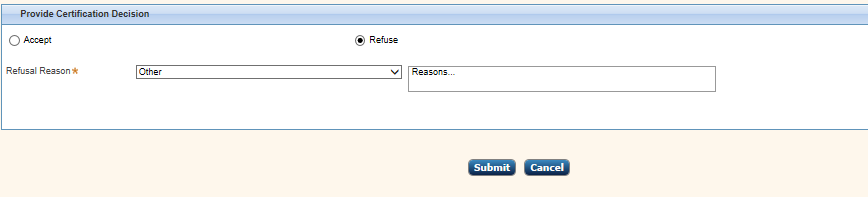 Provide Certification Decision
Accept Refuse
Refusal Reason* Other Reasons...
Submit Cancel